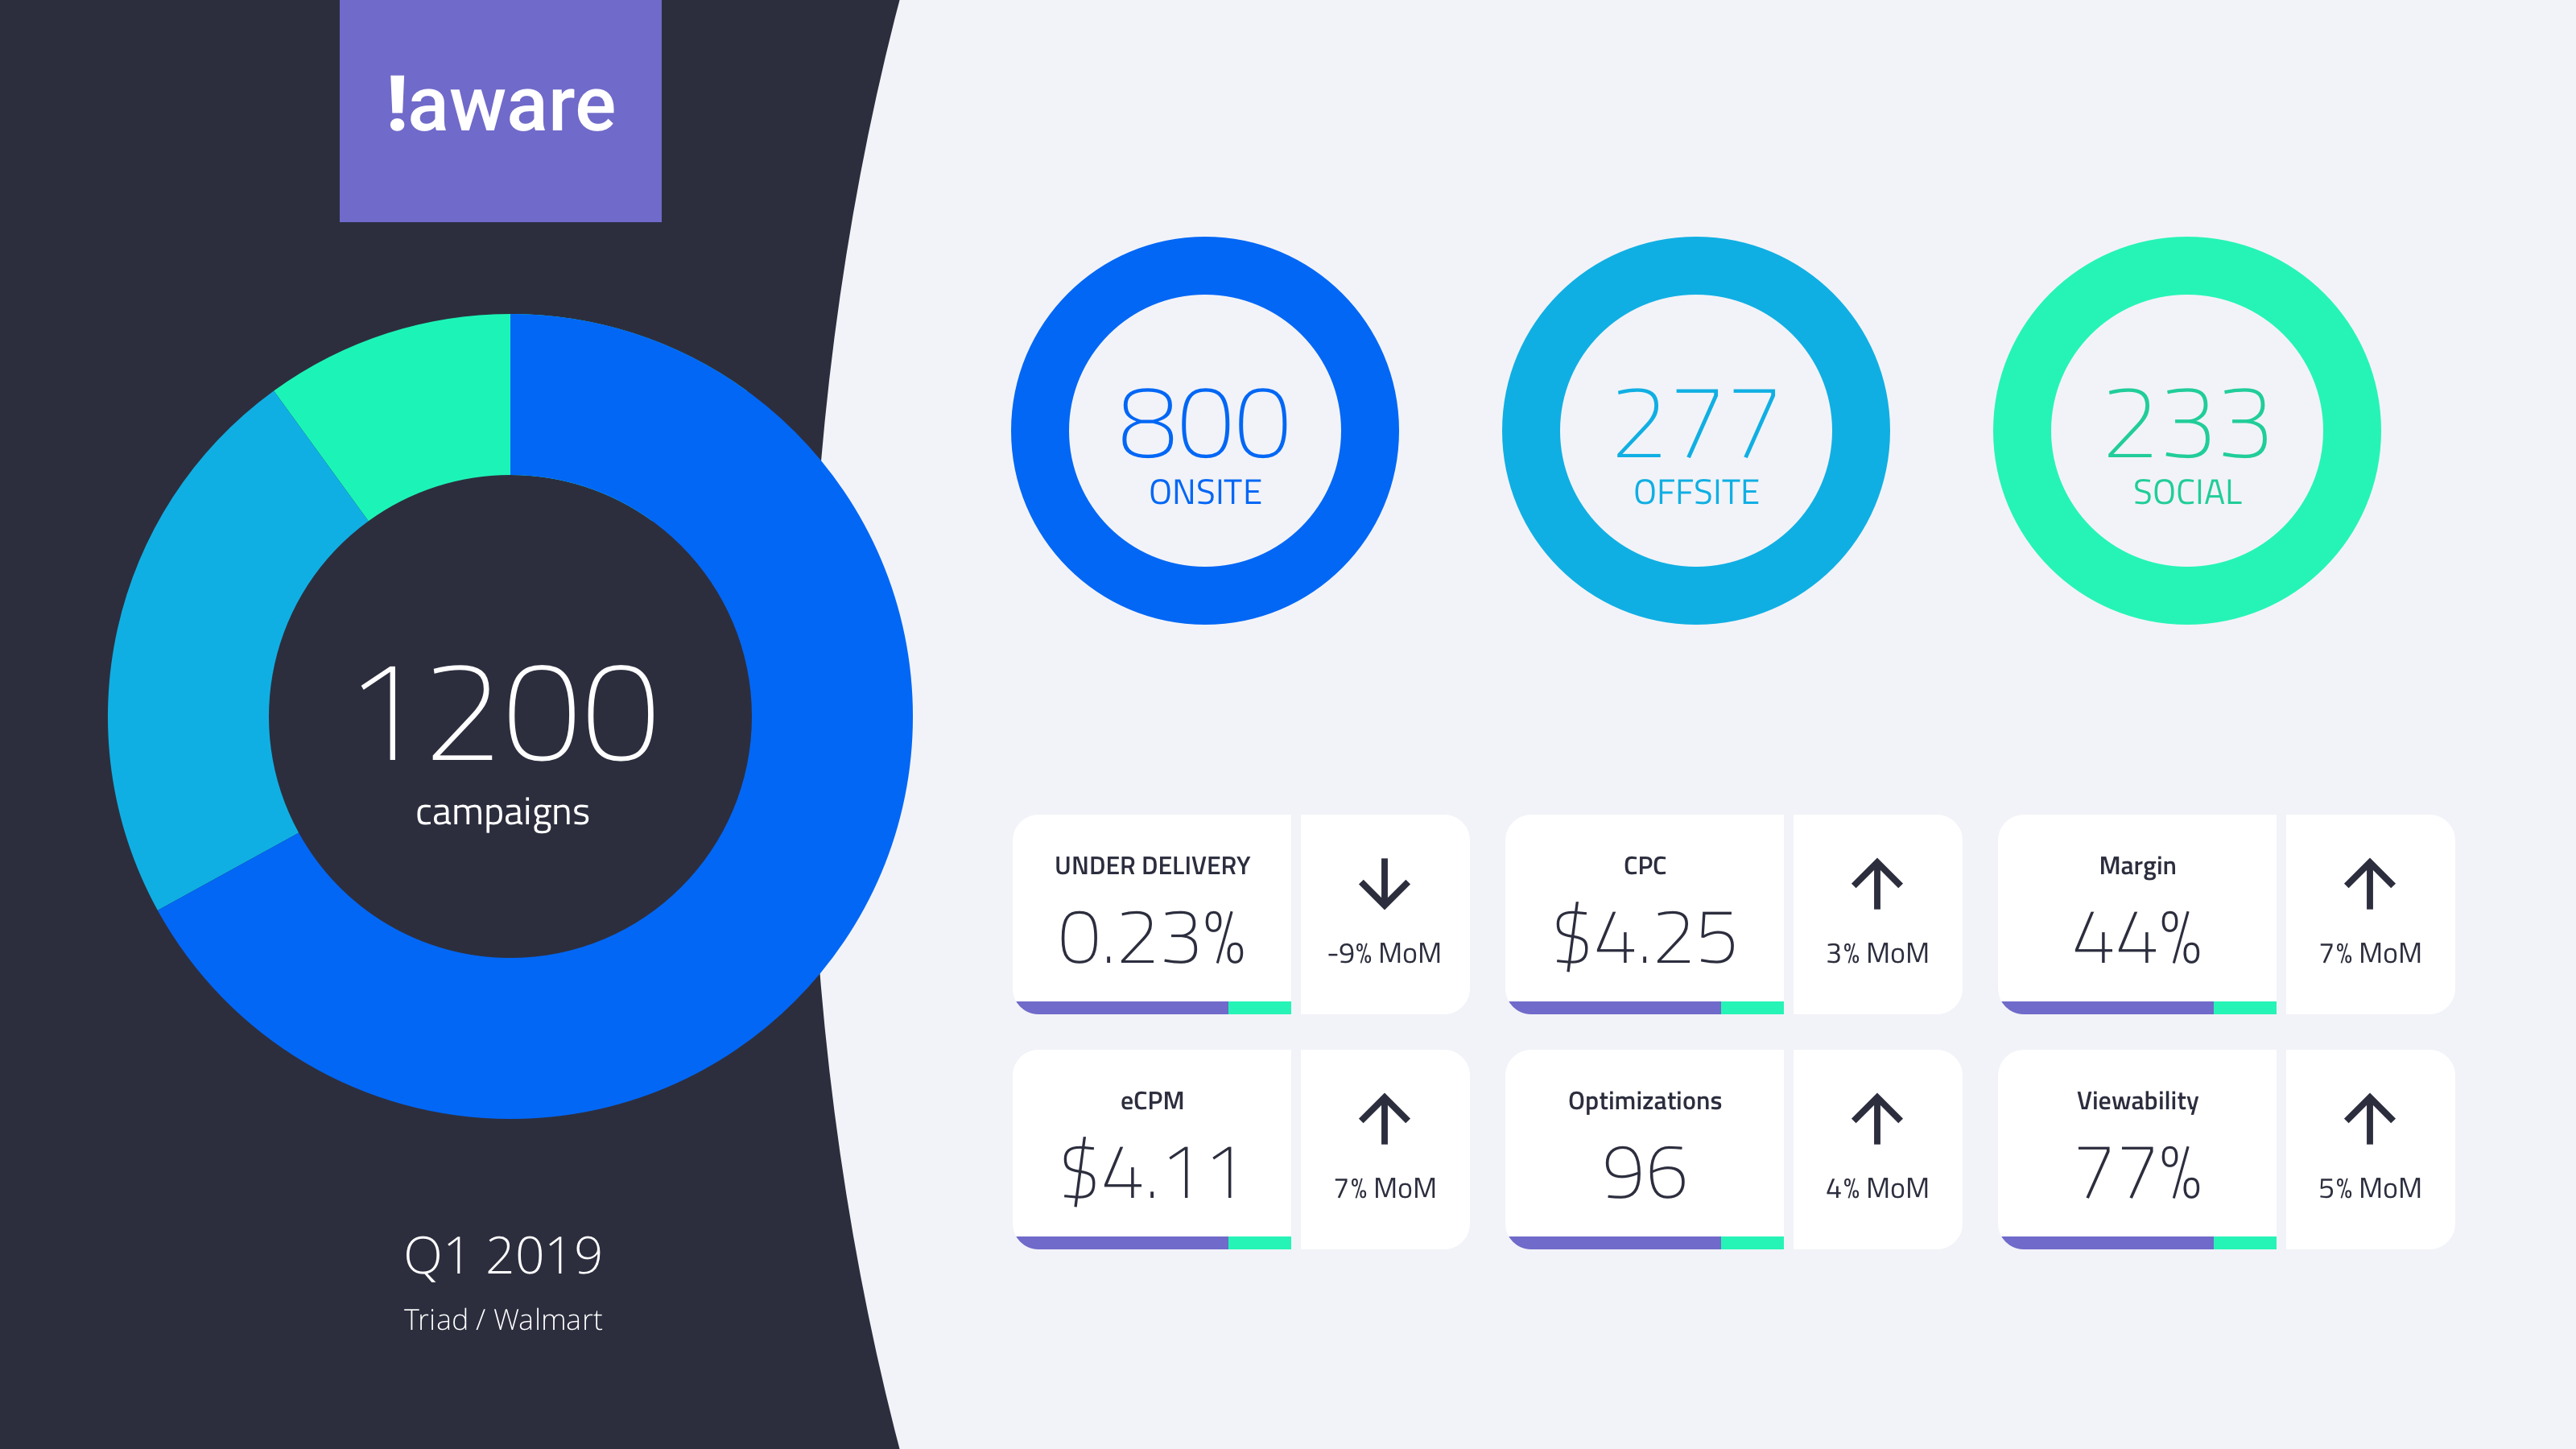 !aware
1200
campaigns
Q1 2019
Triad / Walmart
800
ONSITE
277
OFFSITE
233
SOCIAL
UNDER DELIVERY
0.23%
-9% MoM
CPC
$4.25
3% MoM
Margin
44%
7% MoM
eCPM
$4.11
7% MoM
Optimizations
96
4% MoM
Viewability
77%
5% MoM